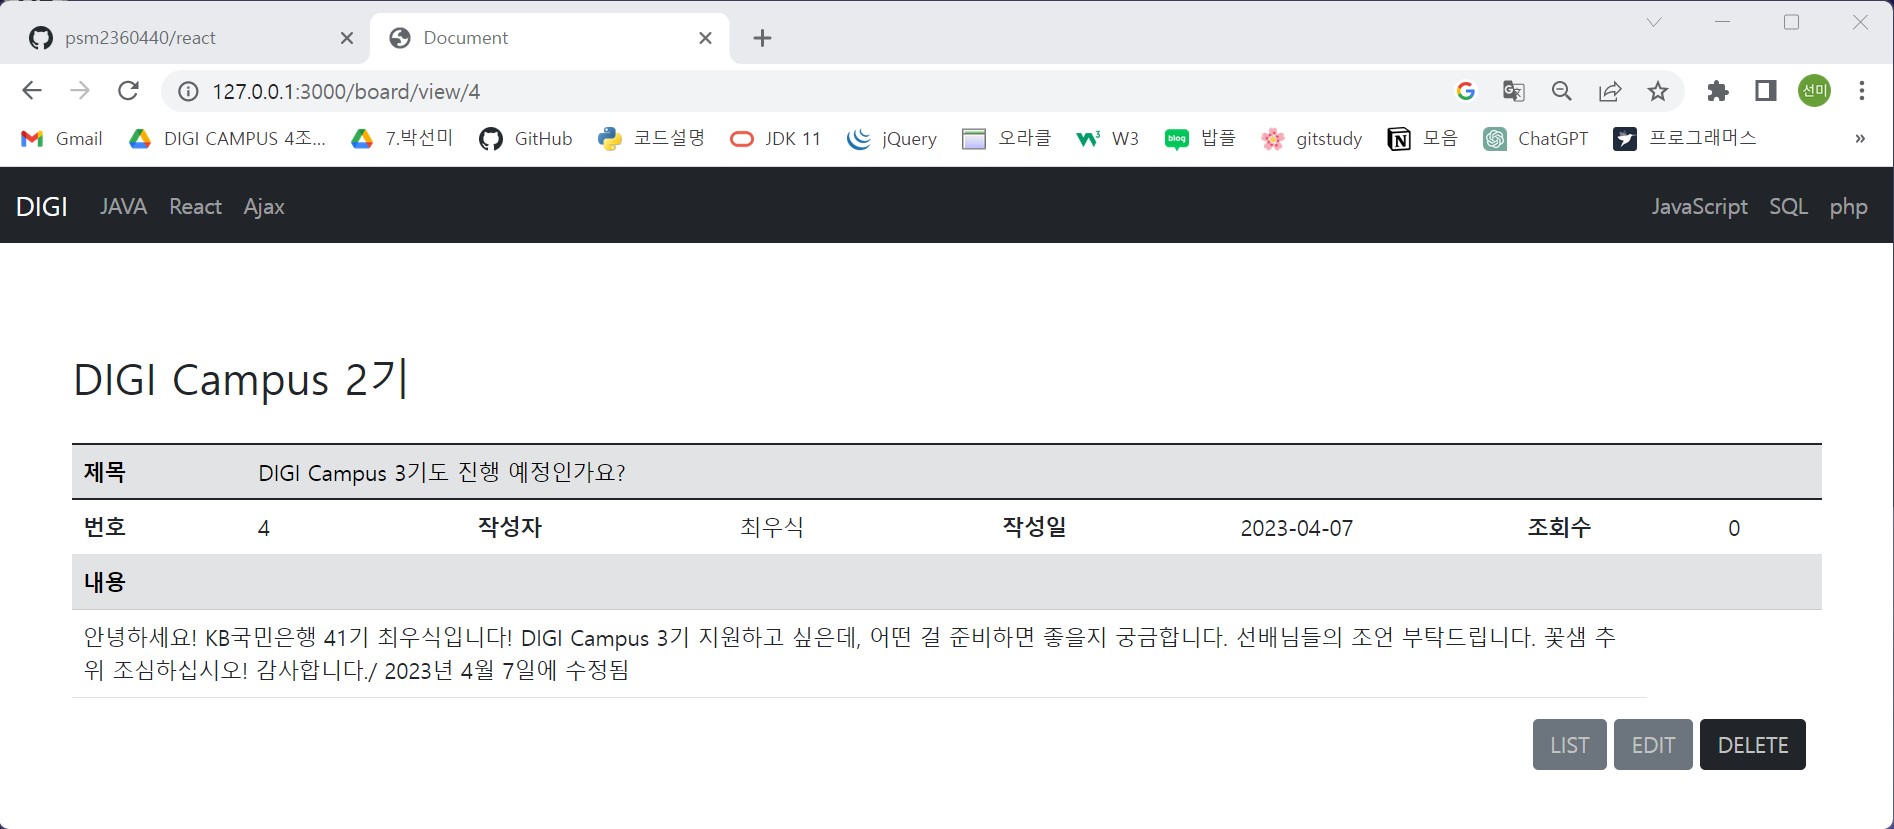 psm2360440/react
Document
127.0.0.1:3000/board/view/4
선미
Gmail DIGI CAMPUS 4조... 7.박선미 GitHub 코드설명 JDK 11 jQuery 오라클 W3 밥플 gitstudy 모음 ChatGPT 프로그래머스 »
DIGI JAVA React Ajax JavaScript SQL php
DIGI Campus 2기
제목 DIGI Campus 3기도 진행 예정인가요?
번호 4 작성자 최우식 작성일 2023-04-07 조회수 0
내용
안녕하세요! KB국민은행 41기 최우식입니다! DIGI Campus 3기 지원하고 싶은데, 어떤 걸 준비하면 좋을지 궁금합니다. 선배님들의 조언 부탁드립니다. 꽃샘 추
위 조심하십시오! 감사합니다./ 2023년 4월 7일에 수정됨
LIST EDIT DELETE